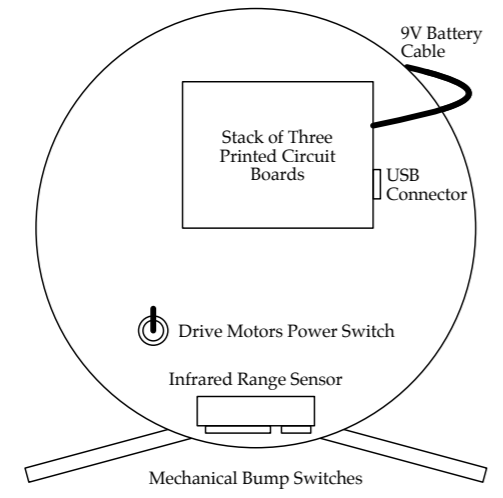 9V Battery
Cable
Stack of Three
Printed Circuit
Boards
USB
Connector
Drive Motors Power Switch
Infrared Range Sensor
Mechanical Bump Switches